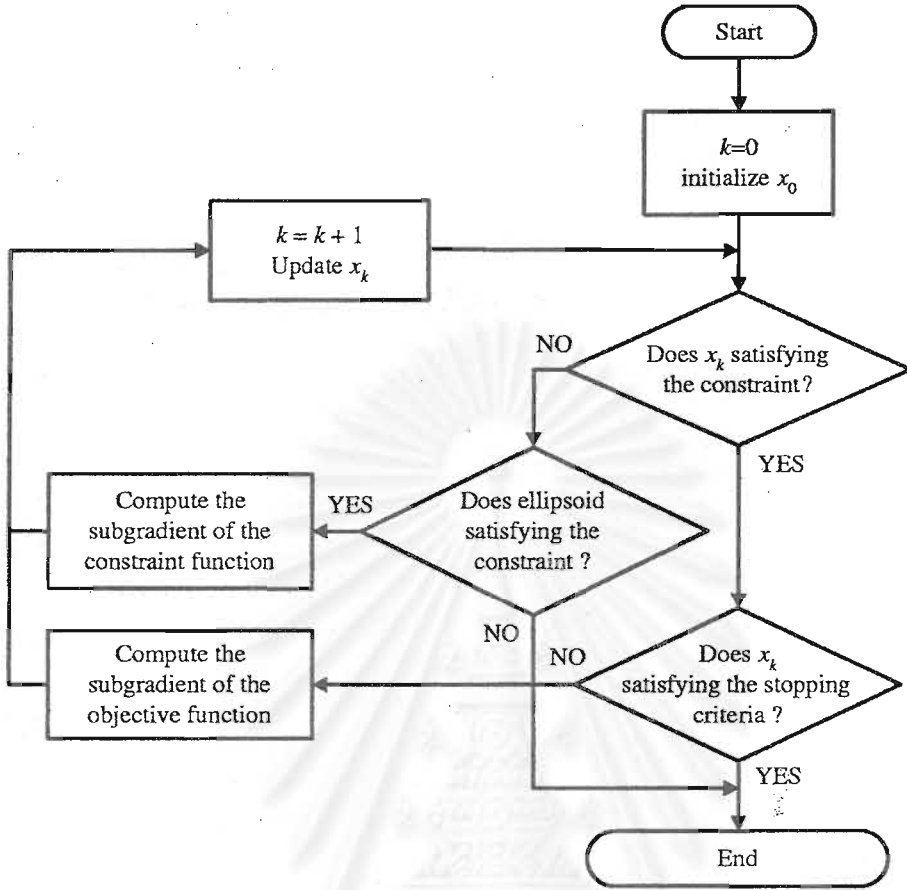 Start
k=0
initialize x₀
k = k + 1
Update xₖ
NO
Does xₖ satisfying
the constraint?
YES
Compute the
subgradient of the
constraint function
YES
Does ellipsoid
satisfying the
constraint ?
NO
Compute the
subgradient of the
objective function
NO
Does xₖ
satisfying the stopping
criteria ?
YES
End